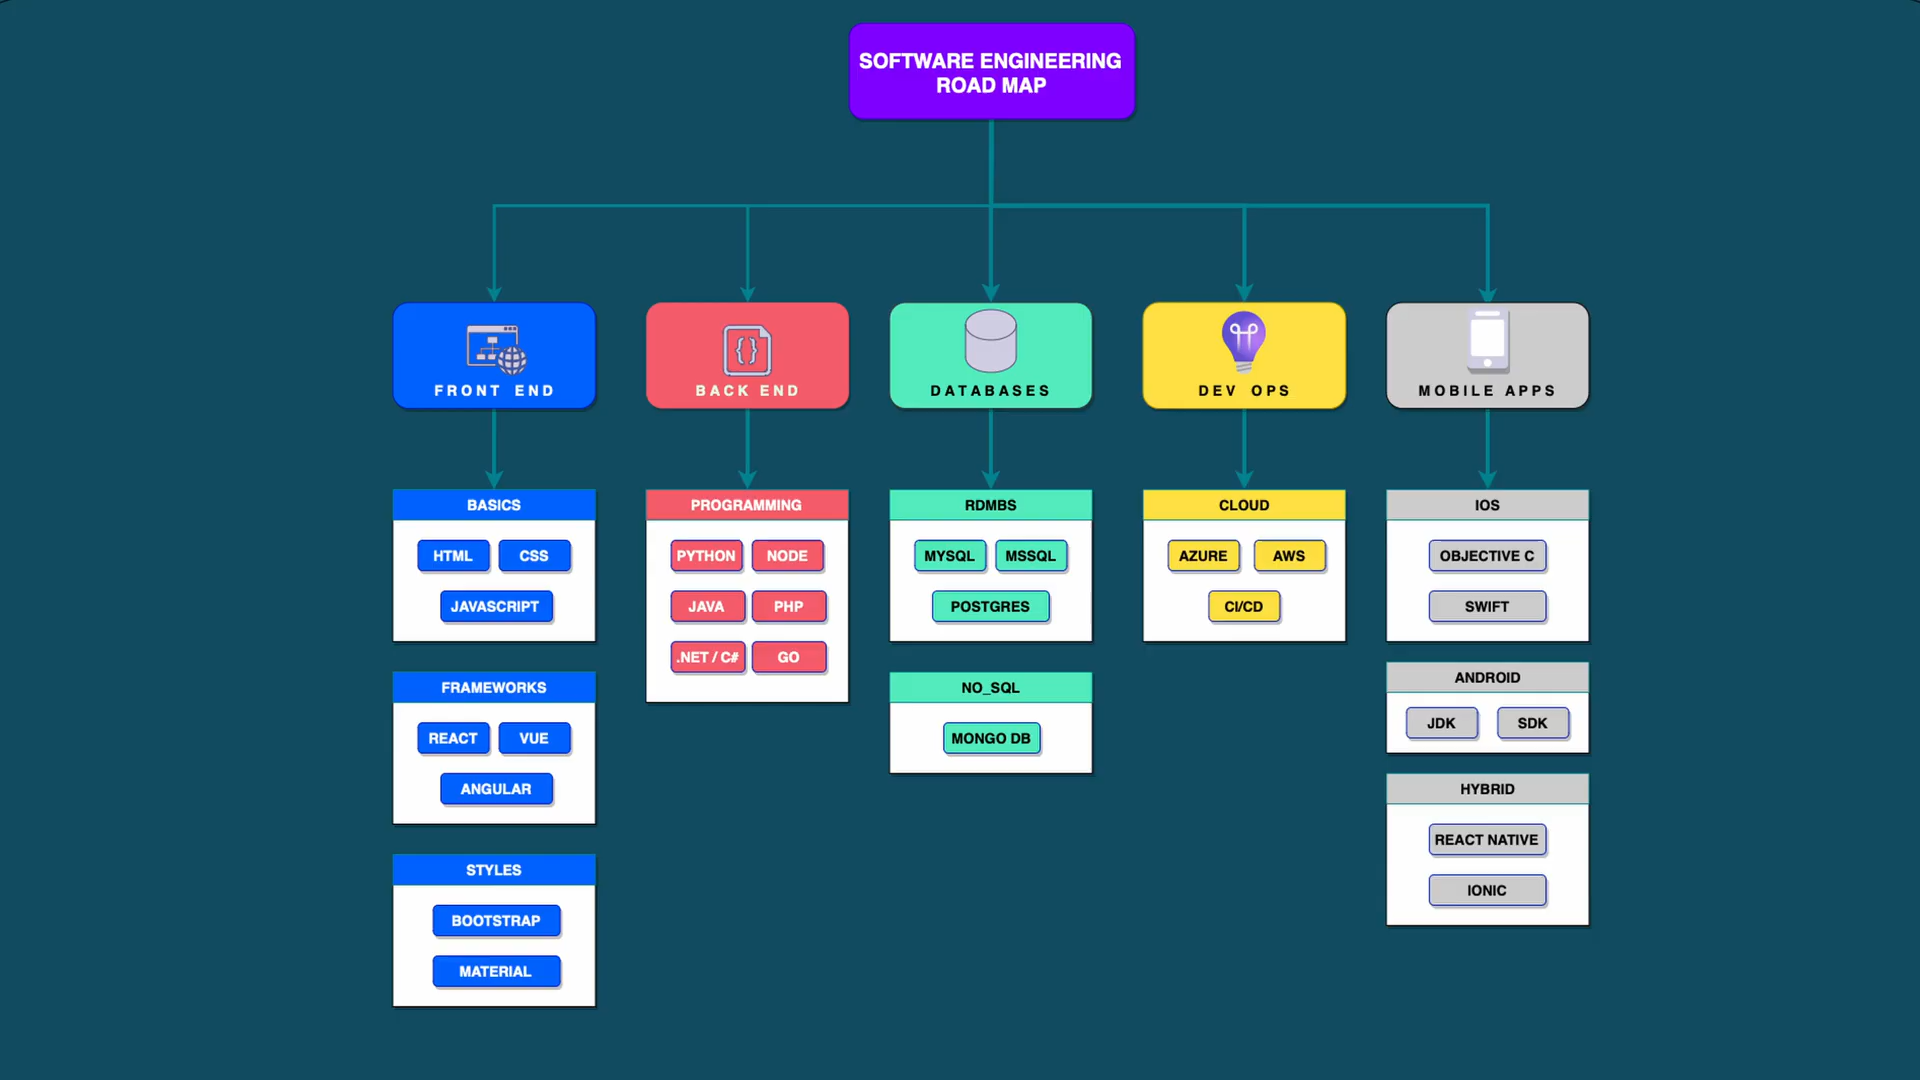 SOFTWARE ENGINEERING
ROAD MAP
FRONT END
BACK END
DATABASES
DEV OPS
MOBILE APPS
BASICS
HTML
CSS
JAVASCRIPT
FRAMEWORKS
REACT
VUE
ANGULAR
STYLES
BOOTSTRAP
MATERIAL
PROGRAMMING
PYTHON
NODE
JAVA
PHP
.NET / C#
GO
RDMBS
MYSQL
MSSQL
POSTGRES
NO_SQL
MONGO DB
CLOUD
AZURE
AWS
CI/CD
IOS
OBJECTIVE C
SWIFT
ANDROID
JDK
SDK
HYBRID
REACT NATIVE
IONIC